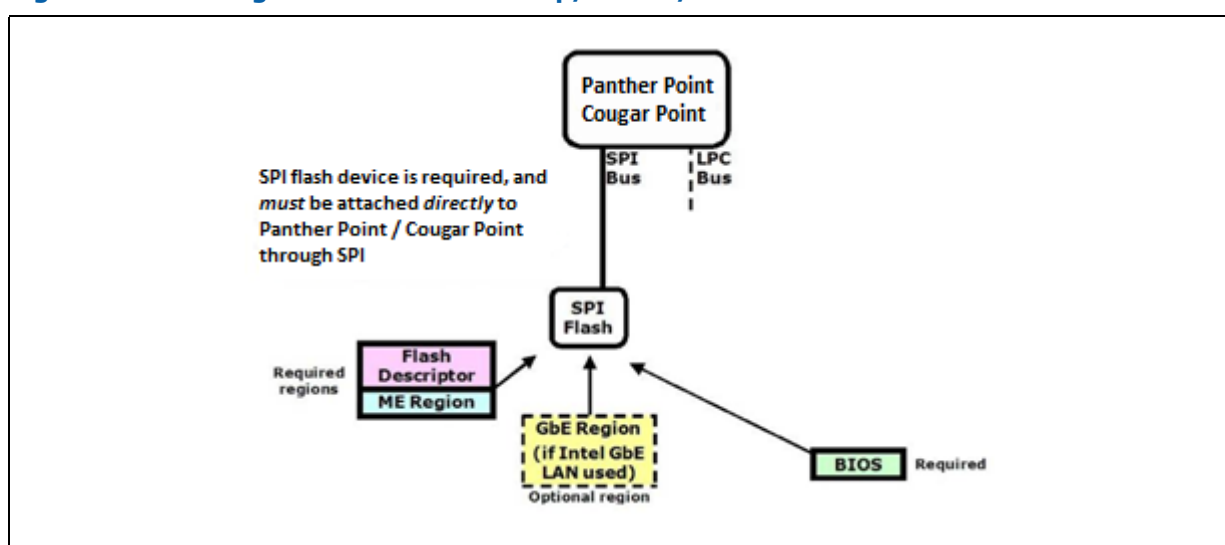 Panther Point
Cougar Point
SPI
Bus
LPC
Bus
SPI flash device is required, and
must be attached directly to
Panther Point / Cougar Point
through SPI
SPI
Flash
Required
regions
Flash
Descriptor
ME Region
GbE Region
(if Intel GbE
LAN used)
Optional region
BIOS
Required